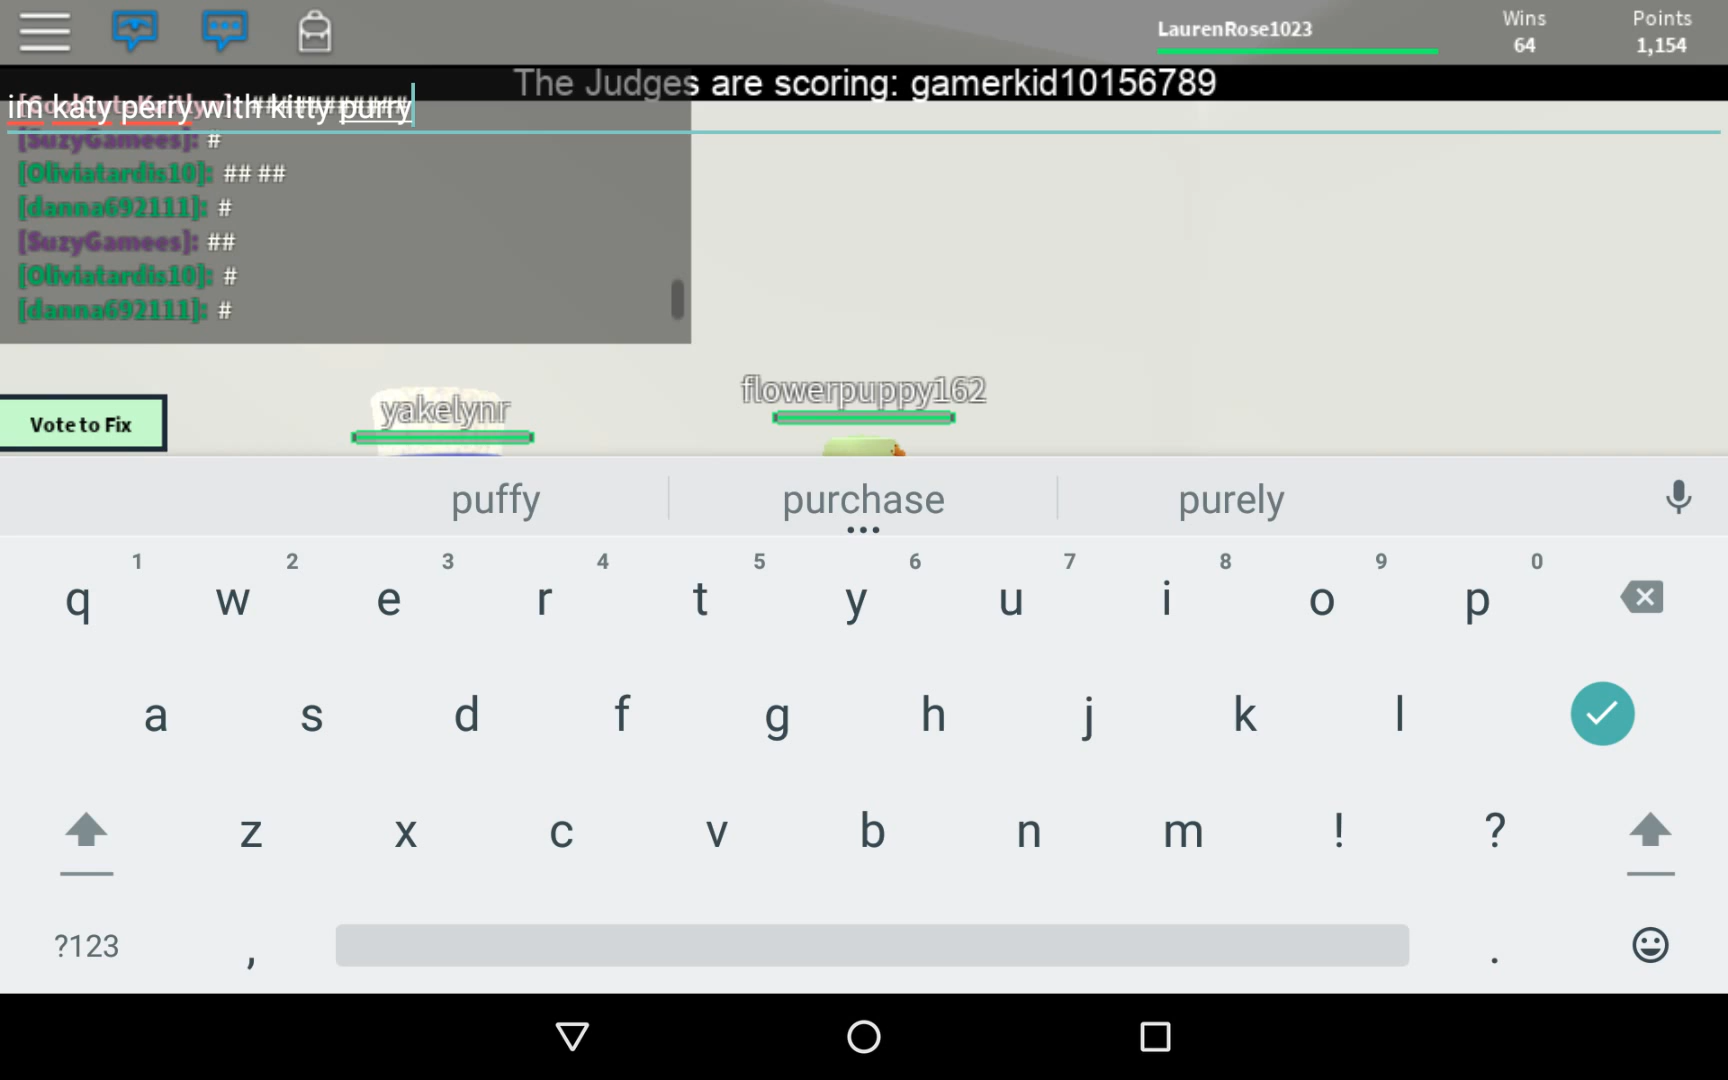 LaurenRose1023
Wins
64
Points
1,154
The Judges are scoring: gamerkid10156789
im katy perry with kitty purry
[SuzyGamees]: #
[Oliviatardis10]: ## ##
[danna692111]: #
[SuzyGamees]: ##
[Oliviatardis10]: #
[danna692111]: #
flowerpuppy162
yakelynr
Vote to Fix
puffy purchase purely
1 2 3 4 5 6 7 8 9 0
q w e r t y u i o p
a s d f g h j k l
z x c v b n m ! ?
?123 , .